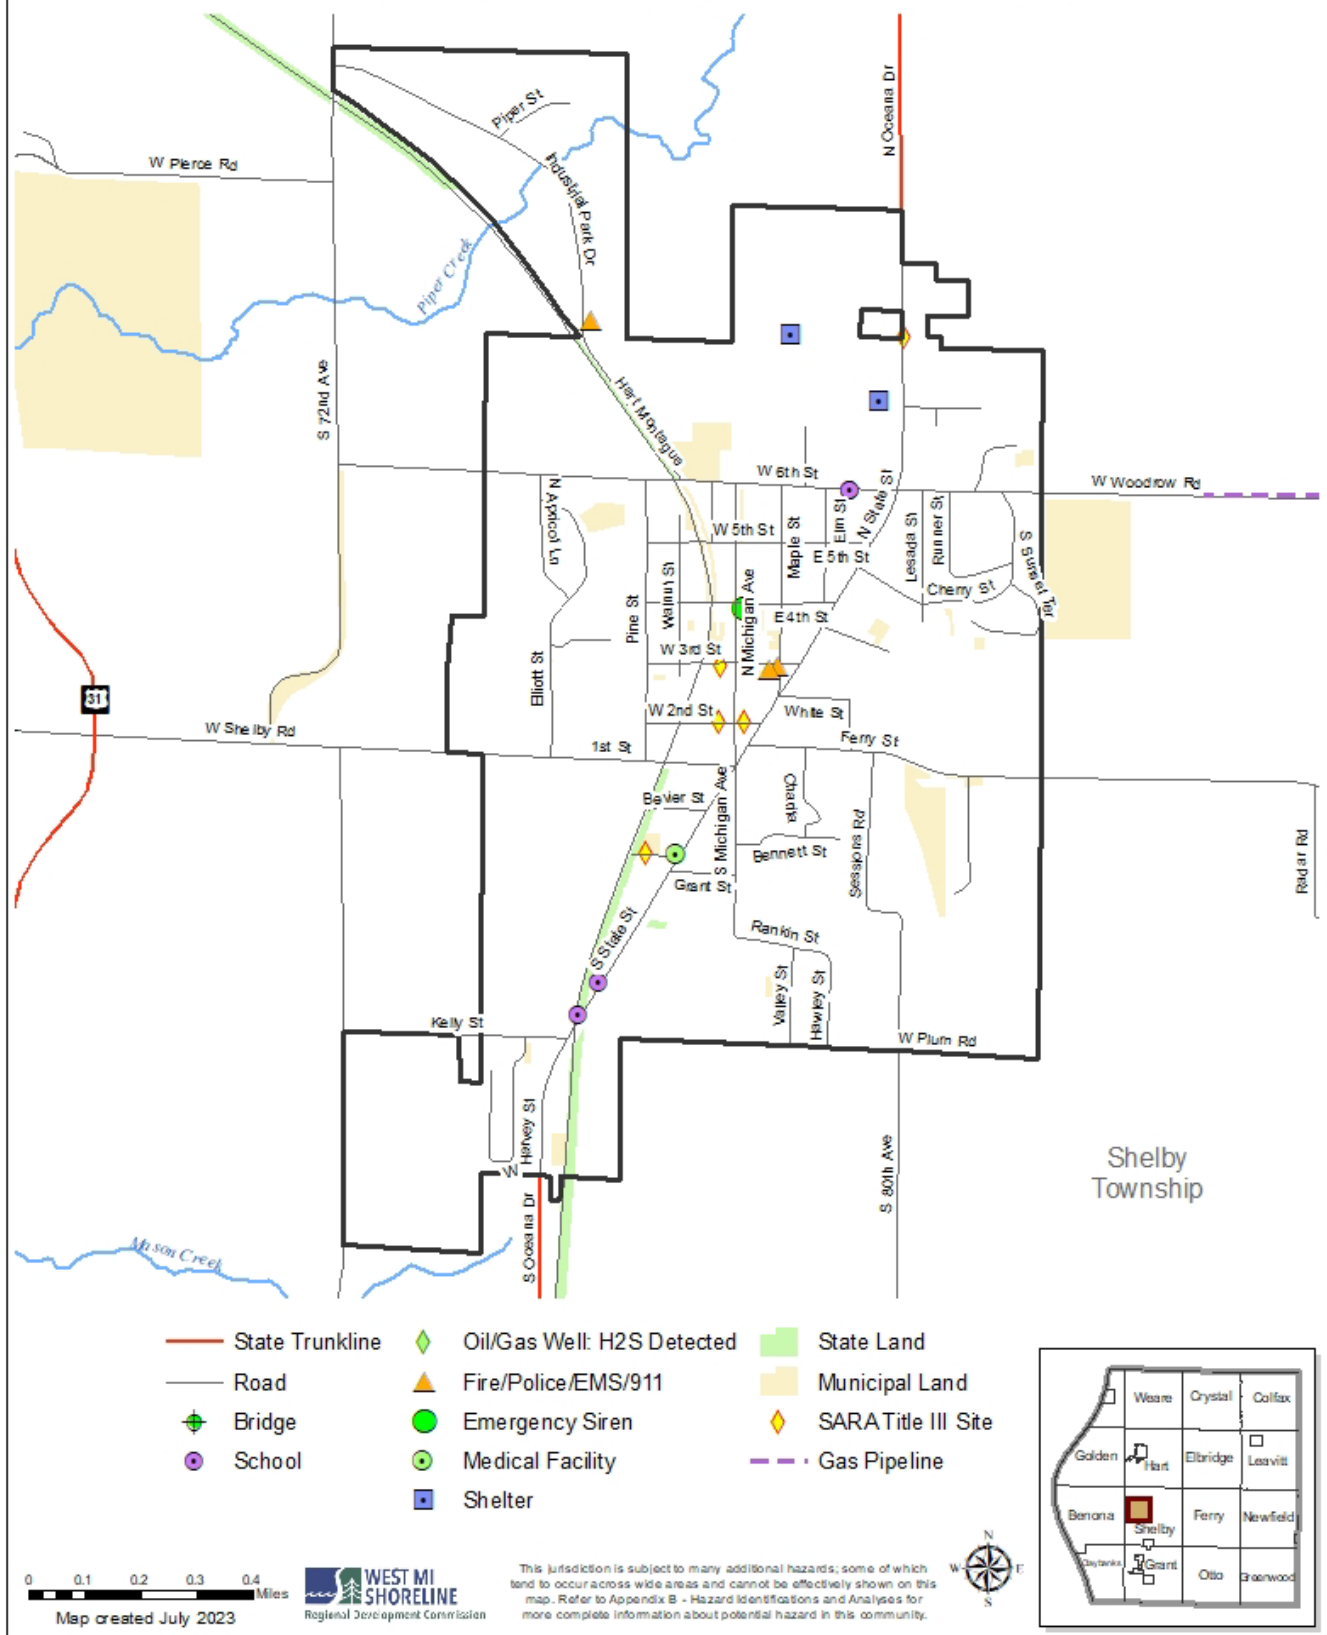 N Oceana Dr
Piper St
W Pierce Rd
Industrial Park Dr
Piper Creek
S 72nd Ave
Hart Montague
W 6th St
W Woodrow Rd
N Apricot Ln
W 5th St
Maple St
Elm St
N State St
Lesada St
Runner St
S Sunset Ter
E 5th St
Cherry St
Walnut St
Pine St
N Michigan Ave
E 4th St
W 3rd St
Elliott St
31
W 2nd St
White St
W Shelby Rd
1st St
Ferry St
Bevier St
S Michigan Ave
Charla
Sessions Rd
Radar Rd
Bennett St
Grant St
S State St
Rankin St
Valley St
Hawley St
Kelly St
W Plum Rd
Harvey St
W
S Oceana Dr
S 80th Ave
Shelby
Township
Mason Creek
State Trunkline
Oil/Gas Well: H2S Detected
State Land
Road
Fire/Police/EMS/911
Municipal Land
Bridge
Emergency Siren
SARA Title III Site
School
Medical Facility
Gas Pipeline
Shelter
Weare
Crystal
Colfax
Golden
Hart
Elbridge
Leavitt
Benona
Shelby
Ferry
Newfield
Claybanks
Grant
Otto
Greenwood
0 0.1 0.2 0.3 0.4
Miles
Map created July 2023
WEST MI
SHORELINE
Regional Development Commission
This jurisdiction is subject to many additional hazards; some of which
tend to occur across wide areas and cannot be effectively shown on this
map. Refer to Appendix B - Hazard Identifications and Analyses for
more complete information about potential hazard in this community.
N
W
E
S